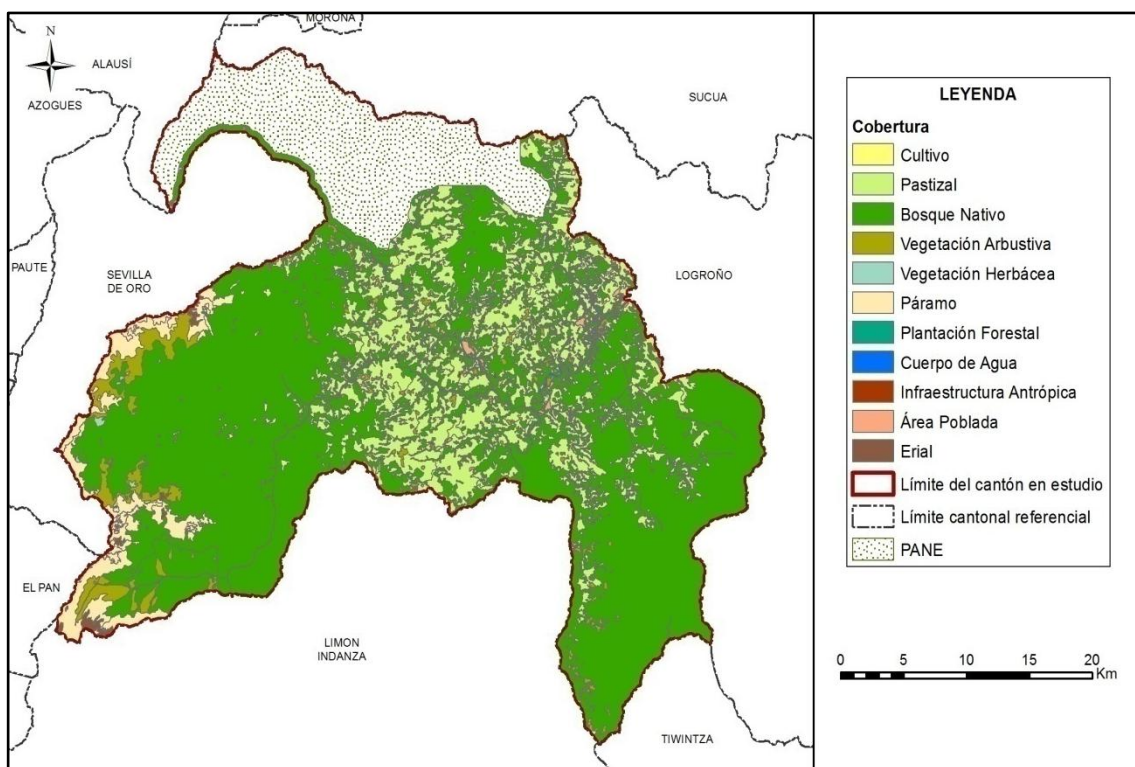 MORONA
N
ALAUSÍ
AZOGUES
SUCUA
PAUTE
SEVILLA
DE ORO
LOGROÑO
EL PAN
LIMON
INDANZA
TIWINTZA
LEYENDA
Cobertura
Cultivo
Pastizal
Bosque Nativo
Vegetación Arbustiva
Vegetación Herbácea
Páramo
Plantación Forestal
Cuerpo de Agua
Infraestructura Antrópica
Área Poblada
Erial
Límite del cantón en estudio
Límite cantonal referencial
PANE
0 5 10 15 20
Km